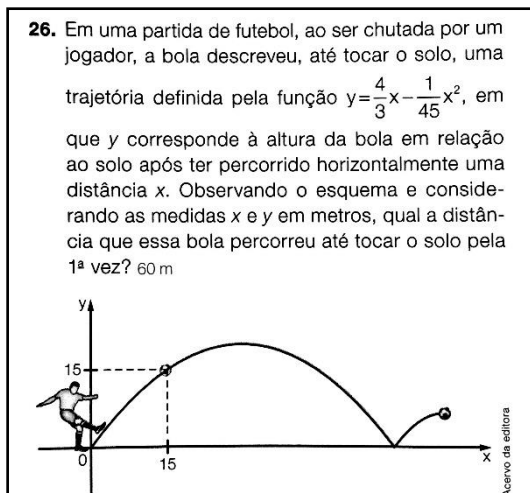 26. Em uma partida de futebol, ao ser chutada por um
jogador, a bola descreveu, até tocar o solo, uma
trajetória definida pela função y=4/3x-1/45x², em
que y corresponde à altura da bola em relação
ao solo após ter percorrido horizontalmente uma
distância x. Observando o esquema e conside-
rando as medidas x e y em metros, qual a distân-
cia que essa bola percorreu até tocar o solo pela
1ª vez? 60 m
y
15
0
15
x
Acervo da editora